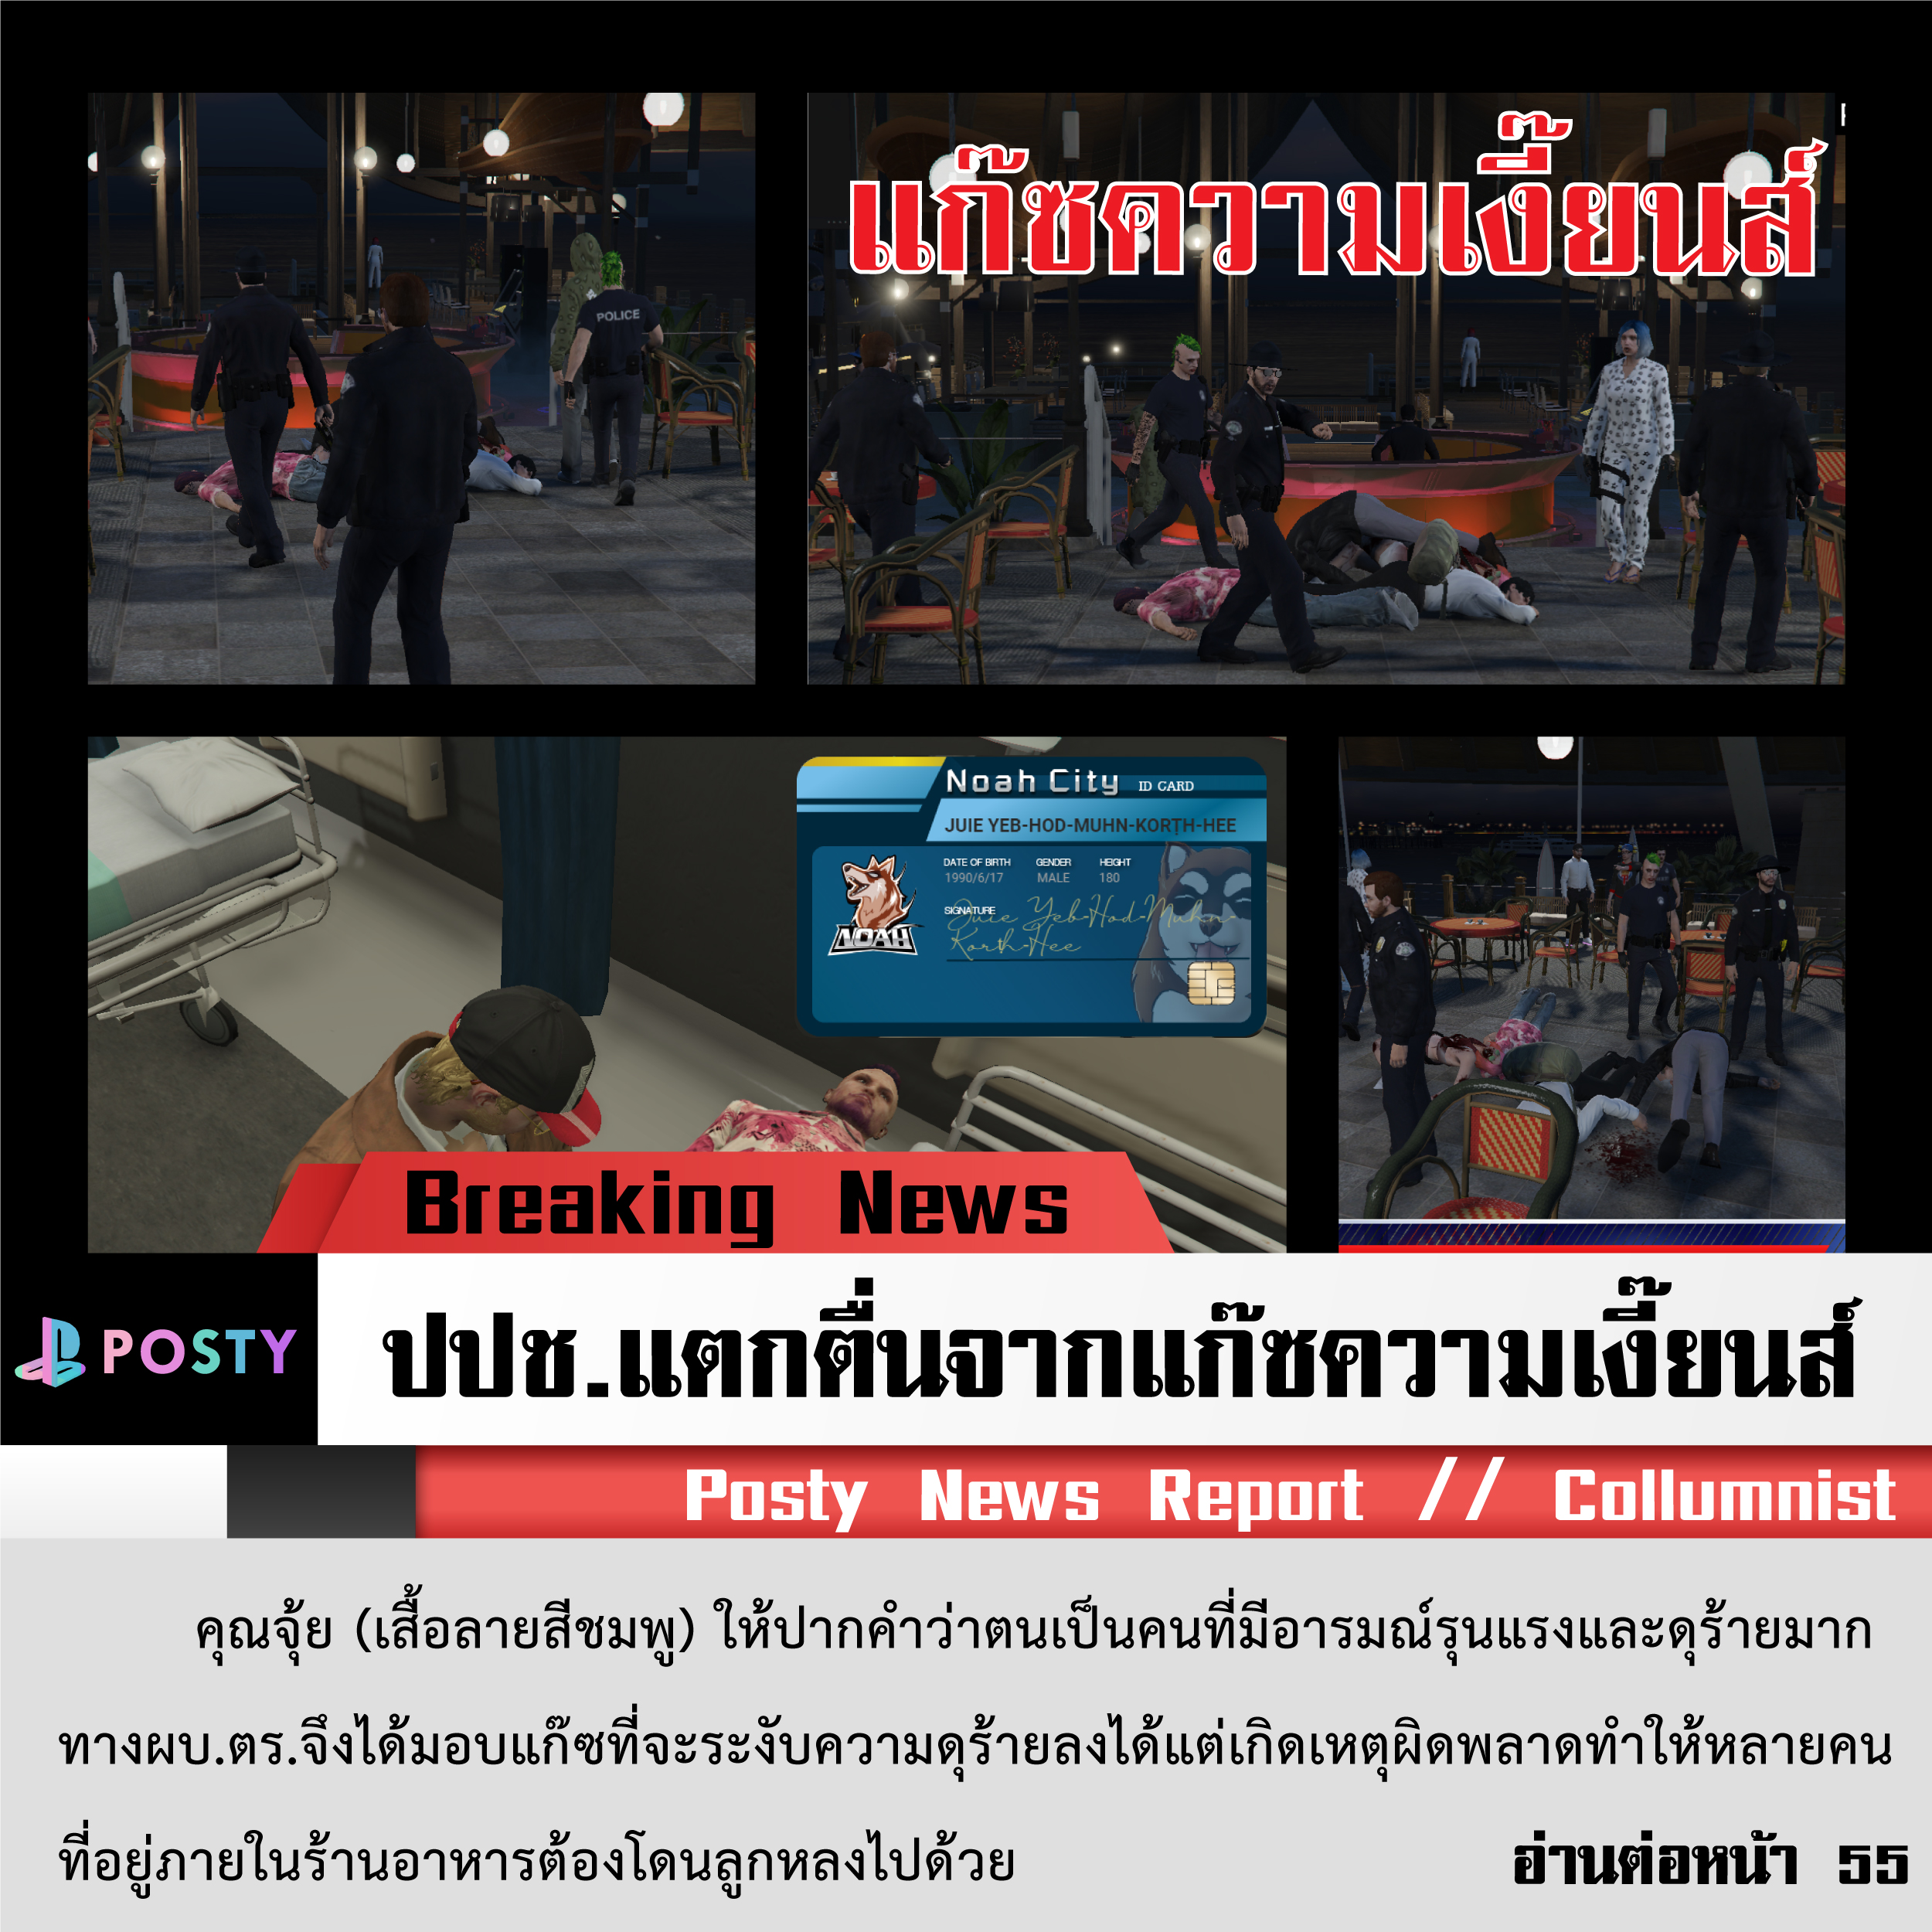 แก๊ซความเงี๊ยนส์
POLICE
Noah City ID CARD
JUIE YEB-HOD-MUHN-KORTH-HEE
DATE OF BIRTH GENDER HEIGHT
1990/6/17 MALE 180
SIGNATURE
Juie Yeb-Hod-Muhn-
Korth-Hee
NOAH
Breaking News
POSTY
ปปช.แตกตื่นจากแก๊ซความเงี๊ยนส์
Posty News Report // Collumnist
คุณจุ้ย (เสื้อลายสีชมพู) ให้ปากคำว่าตนเป็นคนที่มีอารมณ์รุนแรงและดุร้ายมาก
ทางผบ.ตร.จึงได้มอบแก๊ซที่จะระงับความดุร้ายลงได้แต่เกิดเหตุผิดพลาดทำให้หลายคน
ที่อยู่ภายในร้านอาหารต้องโดนลูกหลงไปด้วย
อ่านต่อหน้า 55